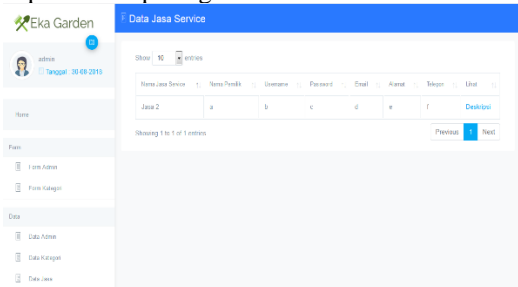 Eka Garden
Data Jasa Service
admin
Tanggal : 30-08-2015
Show 10 entries
Nama Jasa Service Nama Pemilik Username Password Email Alamat Telepon Lihat
Jasa 2 a b c d e f Deskripsi
Showing 1 to 1 of 1 entries
Previous 1 Next
Home
Form
Form Admin
Form Kategori
Data
Data Admin
Data Kategori
Data Jasa